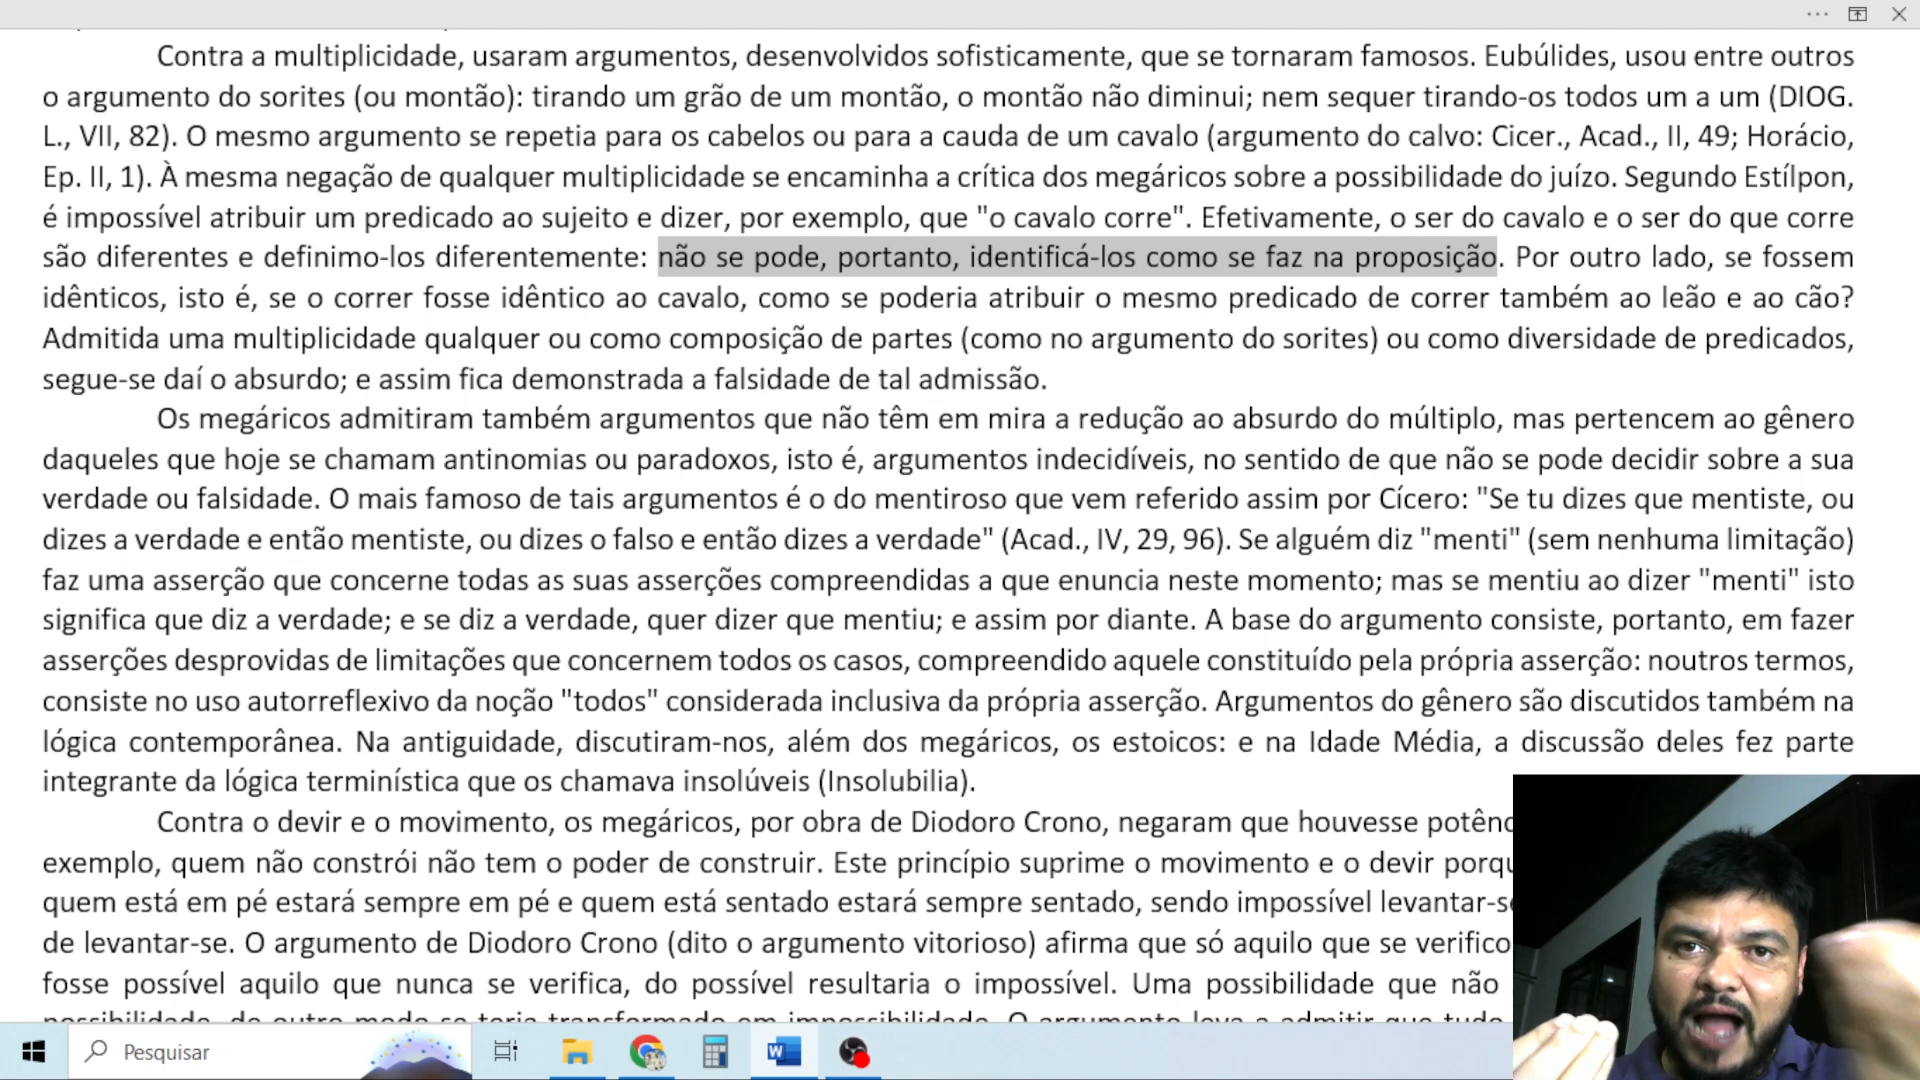 Contra a multiplicidade, usaram argumentos, desenvolvidos sofisticamente, que se tornaram famosos. Eubúlides, usou entre outros
o argumento do sorites (ou montão): tirando um grão de um montão, o montão não diminui; nem sequer tirando-os todos um a um (DIOG.
L., VII, 82). O mesmo argumento se repetia para os cabelos ou para a cauda de um cavalo (argumento do calvo: Cicer., Acad., II, 49; Horácio,
Ep. II, 1). À mesma negação de qualquer multiplicidade se encaminha a crítica dos megáricos sobre a possibilidade do juízo. Segundo Estílpon,
é impossível atribuir um predicado ao sujeito e dizer, por exemplo, que "o cavalo corre". Efetivamente, o ser do cavalo e o ser do que corre
são diferentes e definimo-los diferentemente: não se pode, portanto, identificá-los como se faz na proposição. Por outro lado, se fossem
idênticos, isto é, se o correr fosse idêntico ao cavalo, como se poderia atribuir o mesmo predicado de correr também ao leão e ao cão?
Admitida uma multiplicidade qualquer ou como composição de partes (como no argumento do sorites) ou como diversidade de predicados,
segue-se daí o absurdo; e assim fica demonstrada a falsidade de tal admissão.
Os megáricos admitiram também argumentos que não têm em mira a redução ao absurdo do múltiplo, mas pertencem ao gênero
daqueles que hoje se chamam antinomias ou paradoxos, isto é, argumentos indecidíveis, no sentido de que não se pode decidir sobre a sua
verdade ou falsidade. O mais famoso de tais argumentos é o do mentiroso que vem referido assim por Cícero: "Se tu dizes que mentiste, ou
dizes a verdade e então mentiste, ou dizes o falso e então dizes a verdade" (Acad., IV, 29, 96). Se alguém diz "menti" (sem nenhuma limitação)
faz uma asserção que concerne todas as suas asserções compreendidas a que enuncia neste momento; mas se mentiu ao dizer "menti" isto
significa que diz a verdade; e se diz a verdade, quer dizer que mentiu; e assim por diante. A base do argumento consiste, portanto, em fazer
asserções desprovidas de limitações que concernem todos os casos, compreendido aquele constituído pela própria asserção: noutros termos,
consiste no uso autorreflexivo da noção "todos" considerada inclusiva da própria asserção. Argumentos do gênero são discutidos também na
lógica contemporânea. Na antiguidade, discutiram-nos, além dos megáricos, os estoicos: e na Idade Média, a discussão deles fez parte
integrante da lógica terminística que os chamava insolúveis (Insolubilia).
Contra o devir e o movimento, os megáricos, por obra de Diodoro Crono, negaram que houvesse potênc
exemplo, quem não constrói não tem o poder de construir. Este princípio suprime o movimento e o devir porqu
quem está em pé estará sempre em pé e quem está sentado estará sempre sentado, sendo impossível levantar-s
de levantar-se. O argumento de Diodoro Crono (dito o argumento vitorioso) afirma que só aquilo que se verifico
fosse possível aquilo que nunca se verifica, do possível resultaria o impossível. Uma possibilidade que não
possibilidade, de outro modo se teria transformado em impossibilidade. O argumento leva a admitir que tudo
Pesquisar